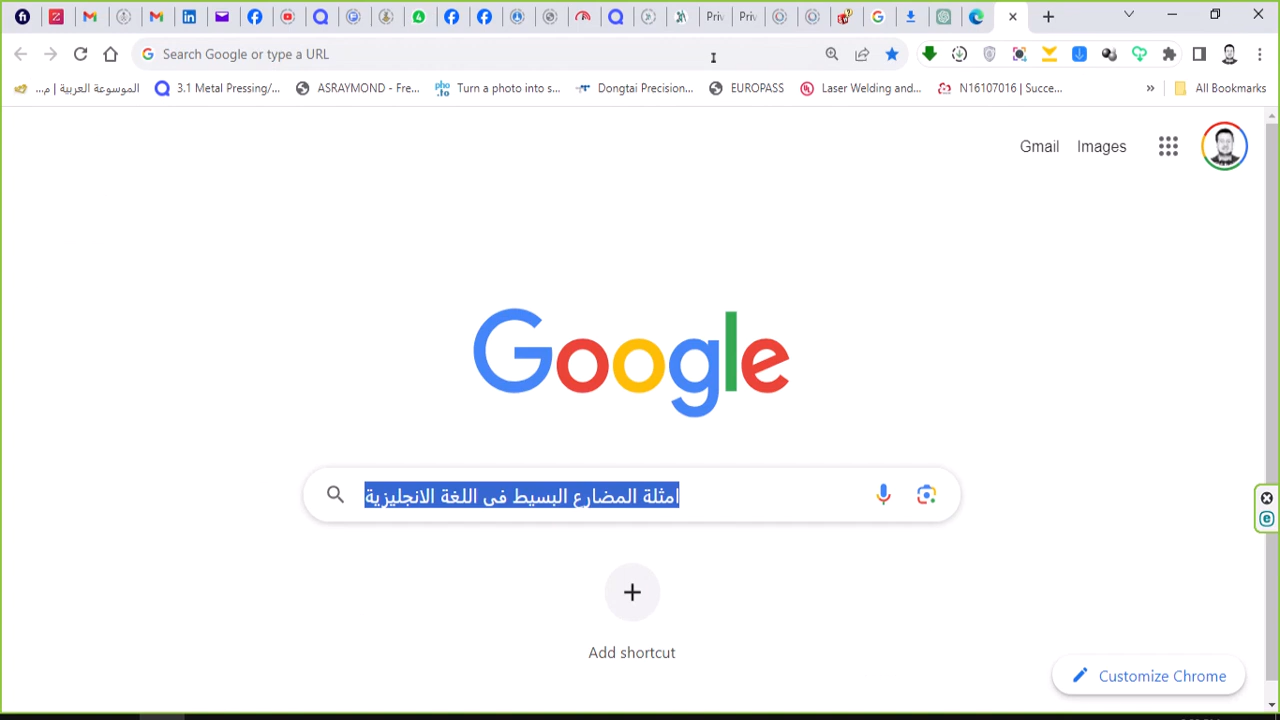 Priv
Priv
Search Google or type a URL
الموسوعة العربية | م...
3.1 Metal Pressing/...
ASRAYMOND - Fre...
pho.to
Turn a photo into s...
Dongtai Precision...
EUROPASS
Laser Welding and...
N16107016 | Succe...
»
All Bookmarks
Gmail
Images
Google
امثلة المضارع البسيط فى اللغة الانجليزية
Add shortcut
Customize Chrome